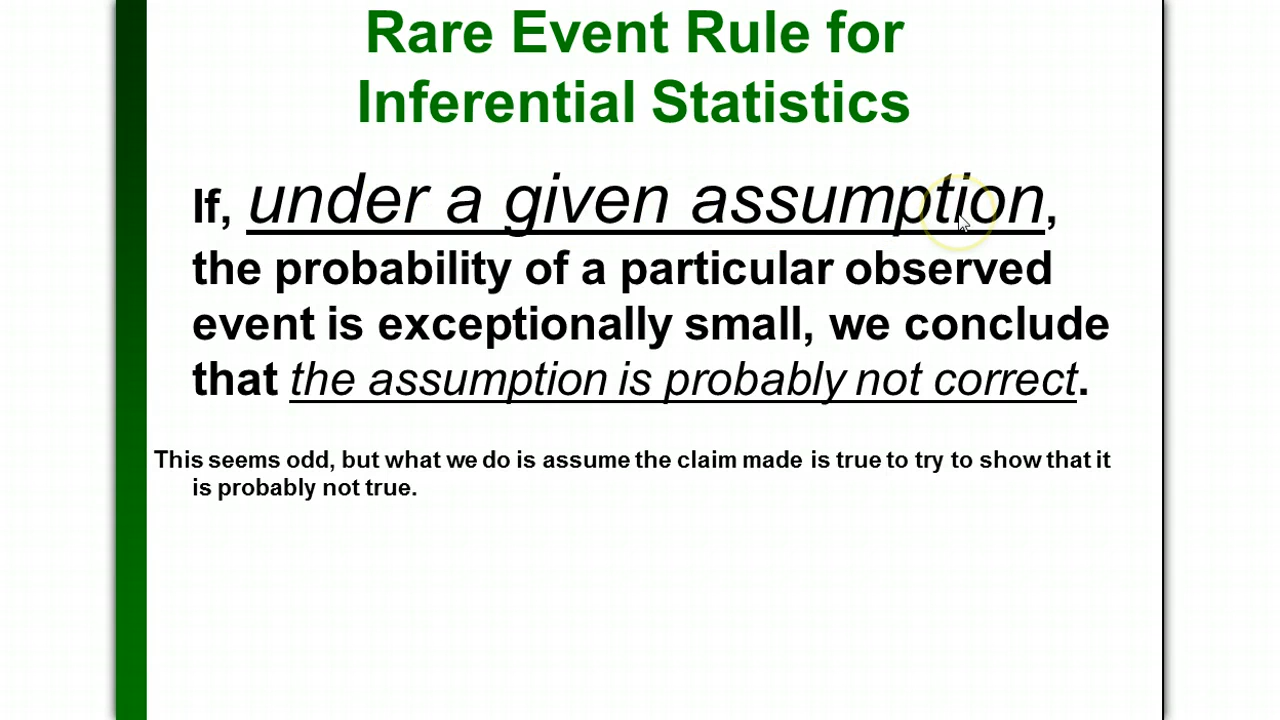 Rare Event Rule for
Inferential Statistics
If, under a given assumption,
the probability of a particular observed
event is exceptionally small, we conclude
that the assumption is probably not correct.
This seems odd, but what we do is assume the claim made is true to try to show that it
is probably not true.